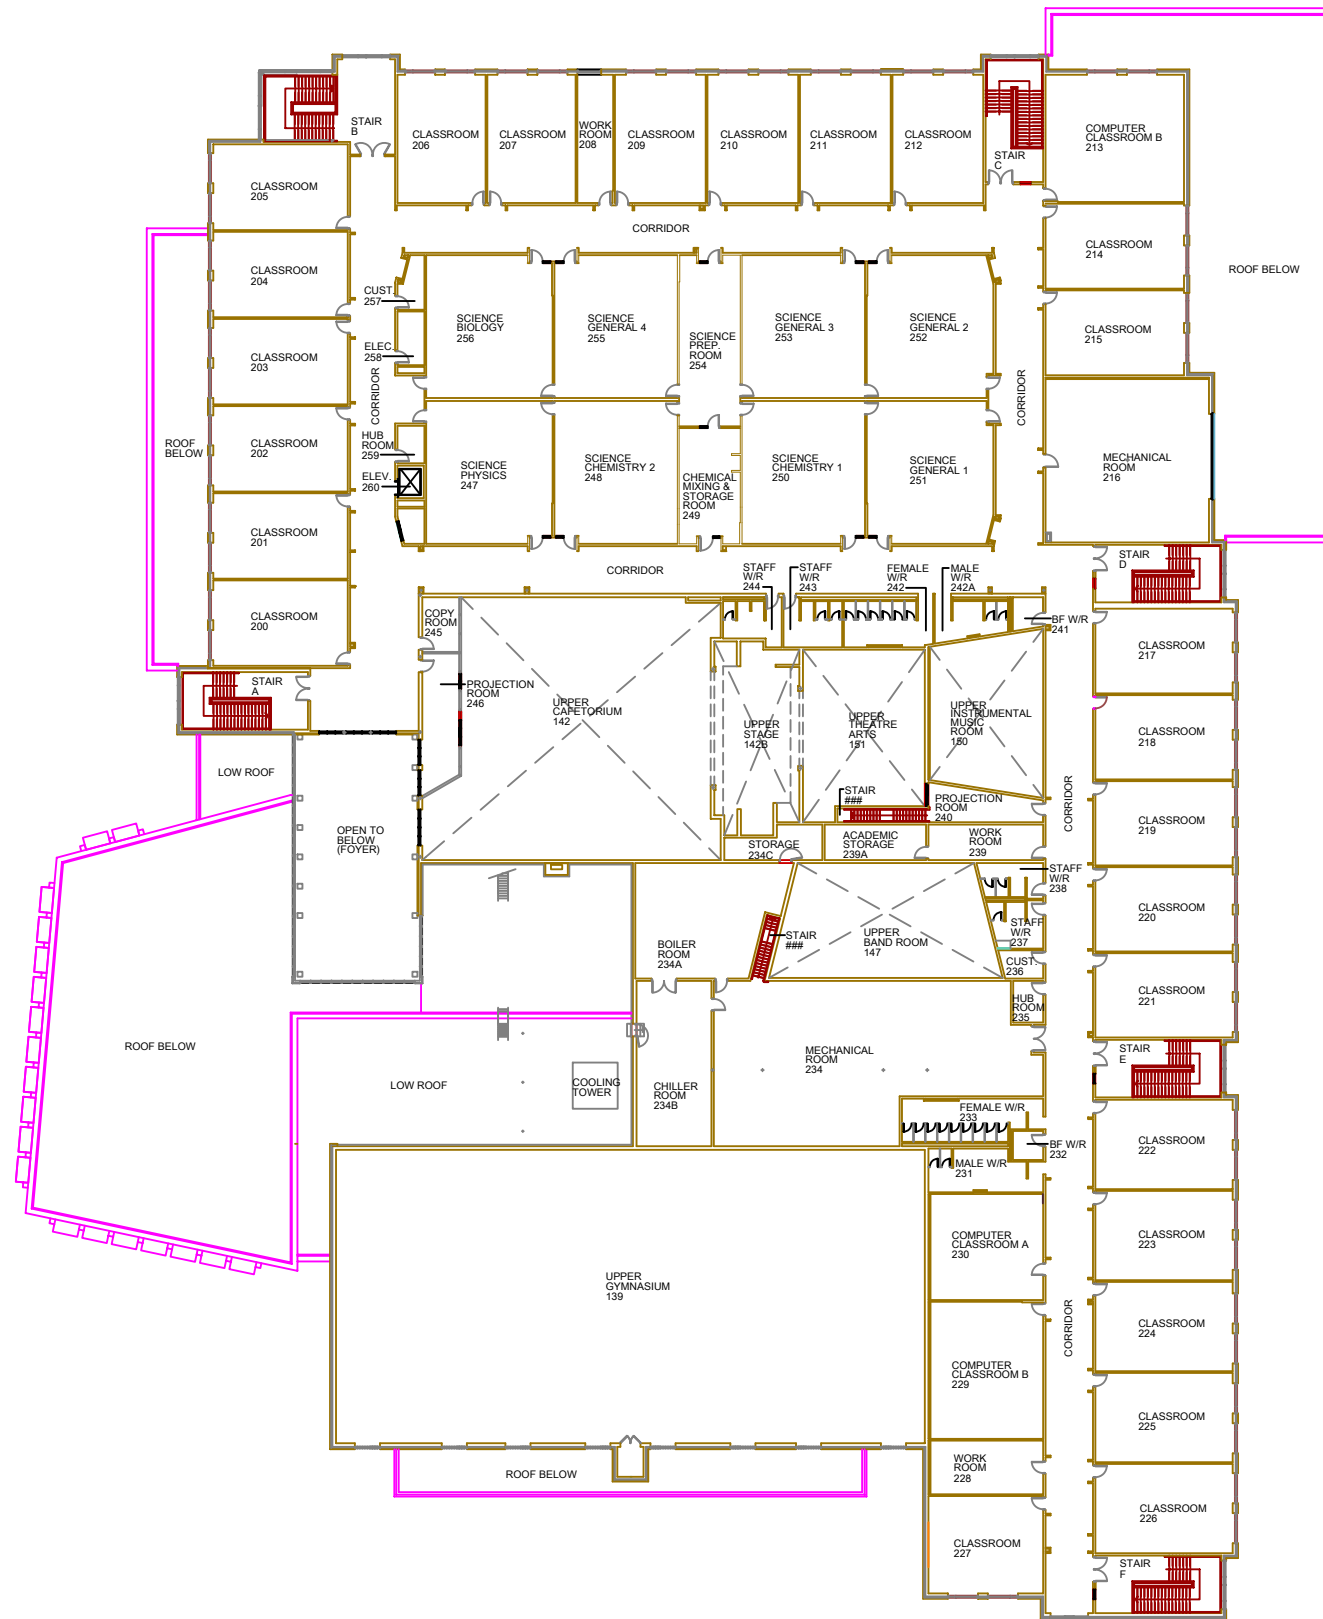 STAIR
B
CLASSROOM
206
CLASSROOM
207
WORK
ROOM
208
CLASSROOM
209
CLASSROOM
210
CLASSROOM
211
CLASSROOM
212
STAIR
C
COMPUTER
CLASSROOM B
213
CLASSROOM
205
CORRIDOR
CLASSROOM
214
ROOF BELOW
CLASSROOM
204
CUST.
257
SCIENCE
BIOLOGY
256
SCIENCE
GENERAL 4
255
SCIENCE
PREP.
ROOM
254
SCIENCE
GENERAL 3
253
SCIENCE
GENERAL 2
252
CLASSROOM
215
ELEC.
258
CLASSROOM
203
CORRIDOR
CORRIDOR
ROOF
BELOW
CLASSROOM
202
HUB
ROOM
259
ELEV.
260
SCIENCE
PHYSICS
247
SCIENCE
CHEMISTRY 2
248
CHEMICAL
MIXING &
STORAGE
ROOM
249
SCIENCE
CHEMISTRY 1
250
SCIENCE
GENERAL 1
251
MECHANICAL
ROOM
216
CLASSROOM
201
CORRIDOR
STAFF
W/R
244
STAFF
W/R
243
FEMALE
W/R
242
MALE
W/R
242A
STAIR
D
CLASSROOM
200
COPY
ROOM
245
BF W/R
241
CLASSROOM
217
STAIR
A
PROJECTION
ROOM
246
UPPER
CAFETORIUM
142
UPPER
STAGE
142B
UPPER
THEATRE
ARTS
151
UPPER
INSTRUMENTAL
MUSIC
ROOM
150
CLASSROOM
218
LOW ROOF
STAIR
###
PROJECTION
ROOM
240
CORRIDOR
CLASSROOM
219
OPEN TO
BELOW
(FOYER)
STORAGE
234C
ACADEMIC
STORAGE
239A
WORK
ROOM
239
STAFF
W/R
238
CLASSROOM
220
BOILER
ROOM
234A
STAIR
###
UPPER
BAND ROOM
147
STAFF
W/R
237
CUST.
236
CLASSROOM
221
HUB
ROOM
235
ROOF BELOW
MECHANICAL
ROOM
234
STAIR
E
LOW ROOF
COOLING
TOWER
CHILLER
ROOM
234B
FEMALE W/R
233
BF W/R
232
CLASSROOM
222
MALE W/R
231
COMPUTER
CLASSROOM A
230
CLASSROOM
223
UPPER
GYMNASIUM
139
CORRIDOR
CLASSROOM
224
COMPUTER
CLASSROOM B
229
CLASSROOM
225
ROOF BELOW
WORK
ROOM
228
CLASSROOM
226
CLASSROOM
227
STAIR
F